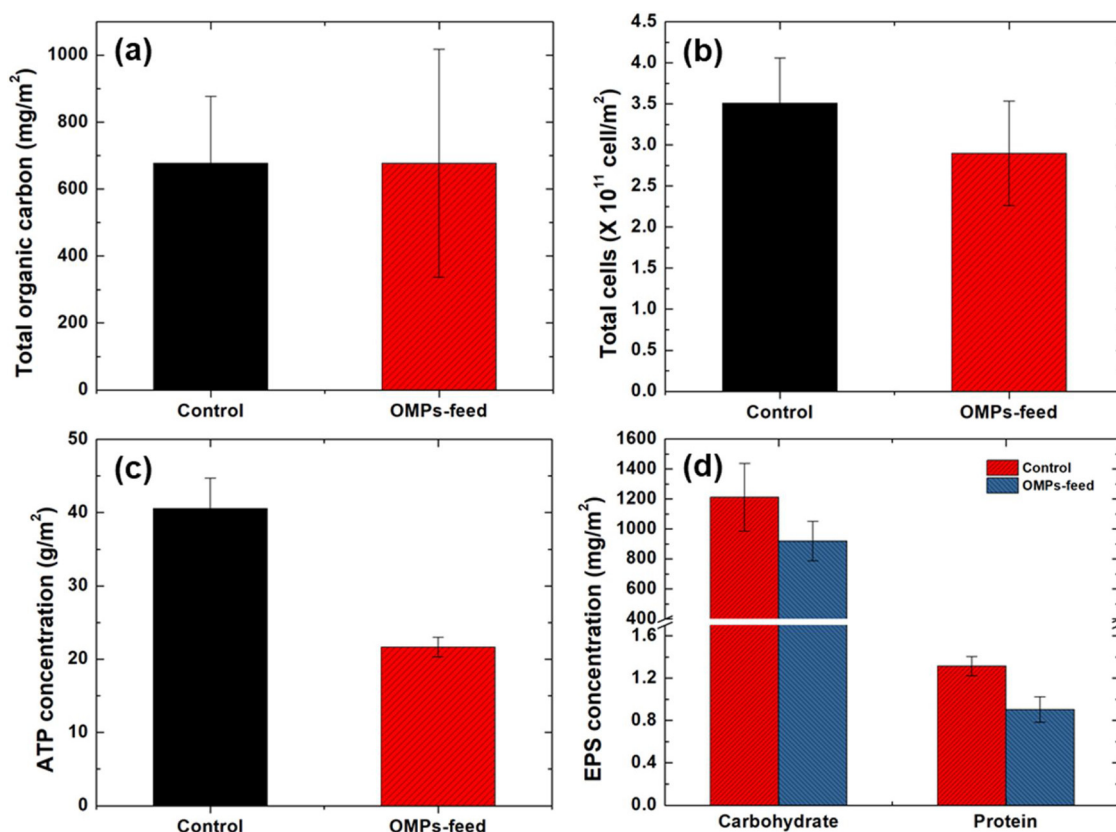 (a)
Total organic carbon (mg/m²)
1000
800
600
400
200
0
Control OMPs-feed
(b)
Total cells (X 10¹¹ cell/m²)
4.5
4.0
3.5
3.0
2.5
2.0
1.5
1.0
0.5
0.0
Control OMPs-feed
(c)
ATP concentration (g/m²)
50
40
30
20
10
0
Control OMPs-feed
(d)
Control
OMPs-feed
EPS concentration (mg/m²)
1600
1400
1200
1000
800
600
400
1.6
1.2
0.8
0.4
0.0
Carbohydrate Protein